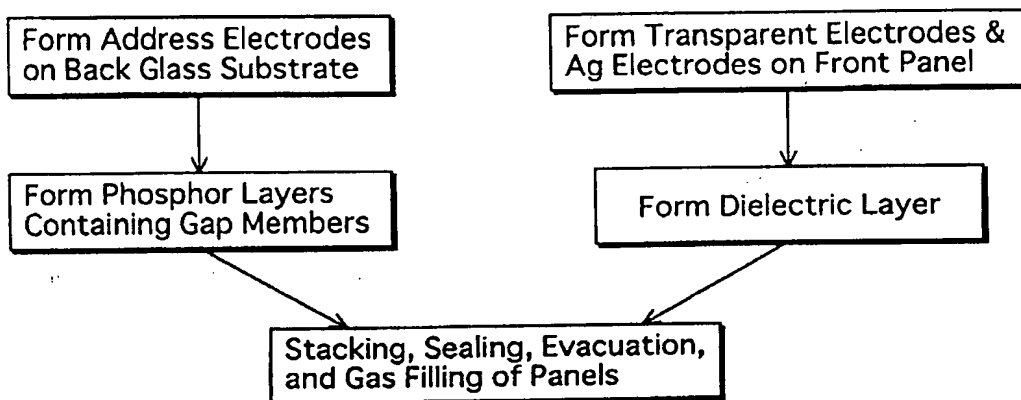 Form Address Electrodes
on Back Glass Substrate
Form Transparent Electrodes &
Ag Electrodes on Front Panel
Form Phosphor Layers
Containing Gap Members
Form Dielectric Layer
Stacking, Sealing, Evacuation,
and Gas Filling of Panels